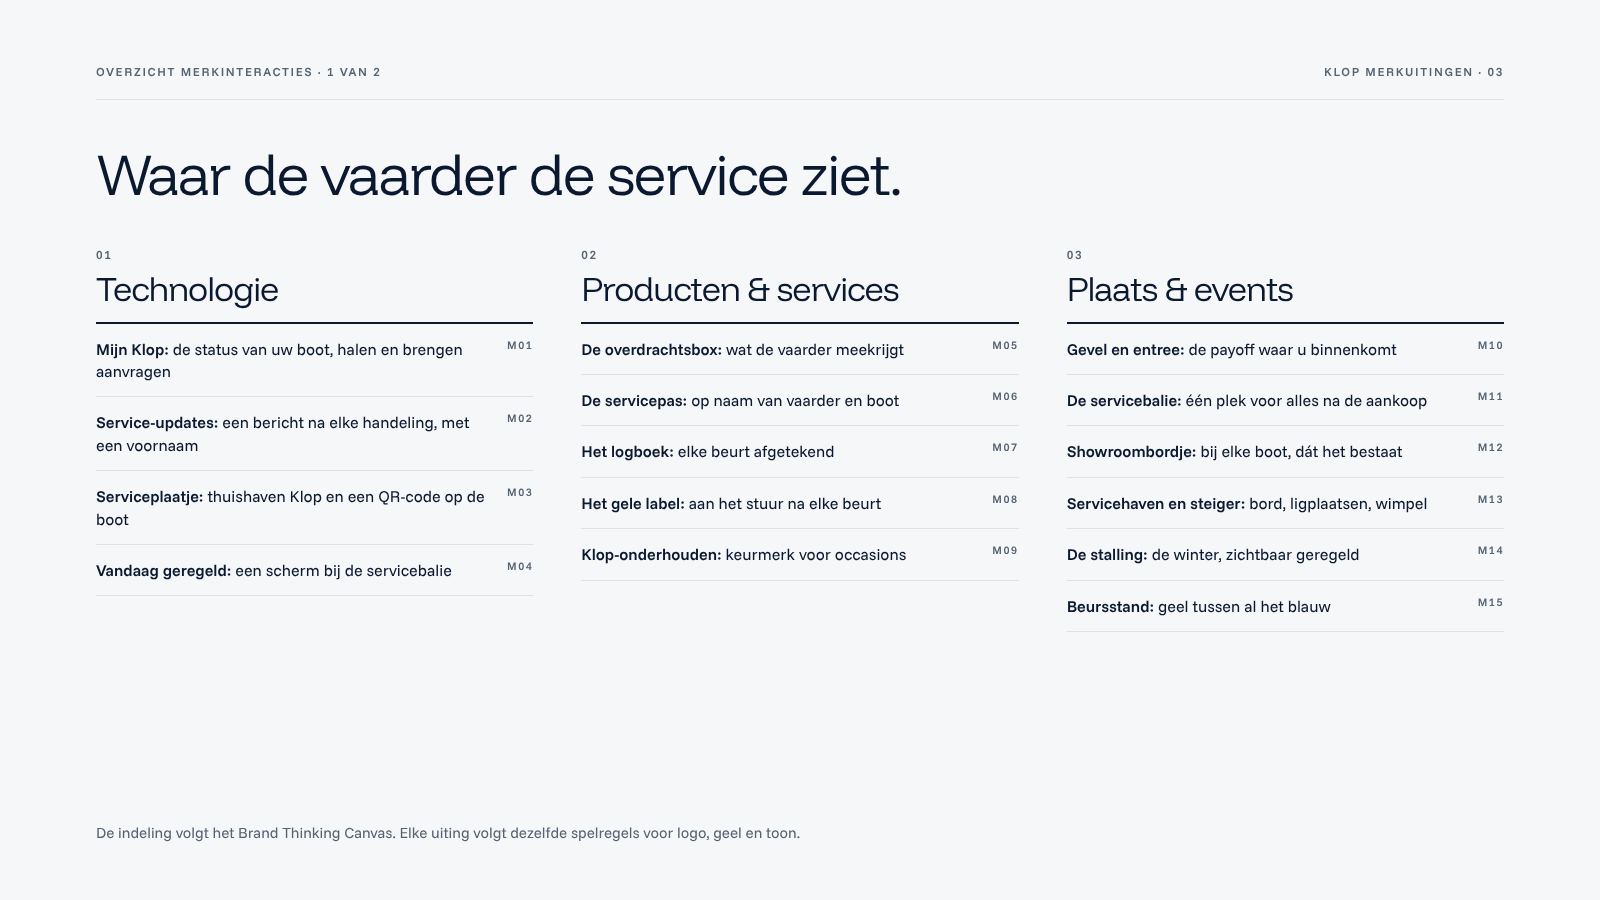 OVERZICHT MERKINTERACTIES · 1 VAN 2
KLOP MERKUITINGEN · 03
Waar de vaarder de service ziet.
01
Technologie
Mijn Klop: de status van uw boot, halen en brengen M01
aanvragen
Service-updates: een bericht na elke handeling, met M02
een voornaam
Serviceplaatje: thuishaven Klop en een QR-code op de M03
boot
Vandaag geregeld: een scherm bij de servicebalie M04
02
Producten & services
De overdrachtsbox: wat de vaarder meekrijgt M05
De servicepas: op naam van vaarder en boot M06
Het logboek: elke beurt afgetekend M07
Het gele label: aan het stuur na elke beurt M08
Klop-onderhouden: keurmerk voor occasions M09
03
Plaats & events
Gevel en entree: de payoff waar u binnenkomt M10
De servicebalie: één plek voor alles na de aankoop M11
Showroombordje: bij elke boot, dát het bestaat M12
Servicehaven en steiger: bord, ligplaatsen, wimpel M13
De stalling: de winter, zichtbaar geregeld M14
Beursstand: geel tussen al het blauw M15
De indeling volgt het Brand Thinking Canvas. Elke uiting volgt dezelfde spelregels voor logo, geel en toon.